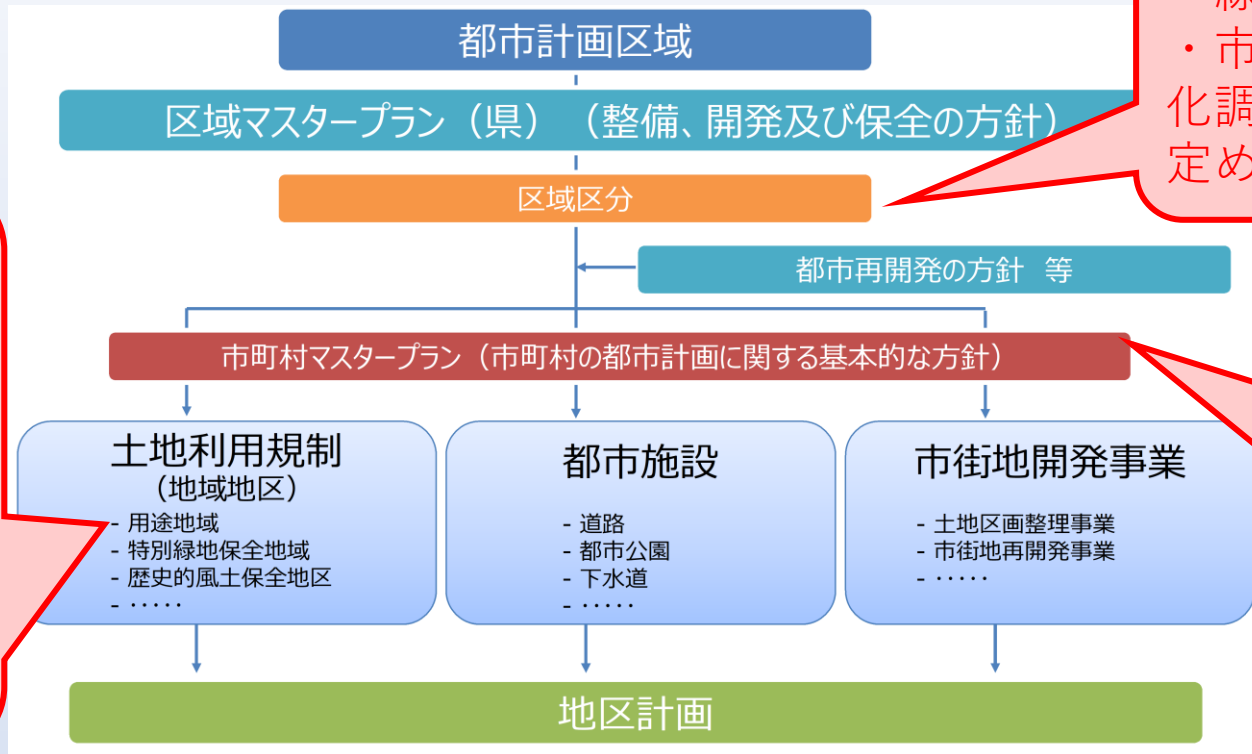 都市計画区域
・市
区域マスタープラン（県）（整備、開発及び保全の方針）
化調
定め
区域区分
都市再開発の方針 等
市町村マスタープラン（市町村の都市計画に関する基本的な方針）
土地利用規制
（地域地区）
- 用途地域
- 特別緑地保全地域
- 歴史的風土保全地区
- ‥‥‥
都市施設
- 道路
- 都市公園
- 下水道
- ‥‥‥
市街地開発事業
- 土地区画整理事業
- 市街地再開発事業
- ‥‥‥
地区計画